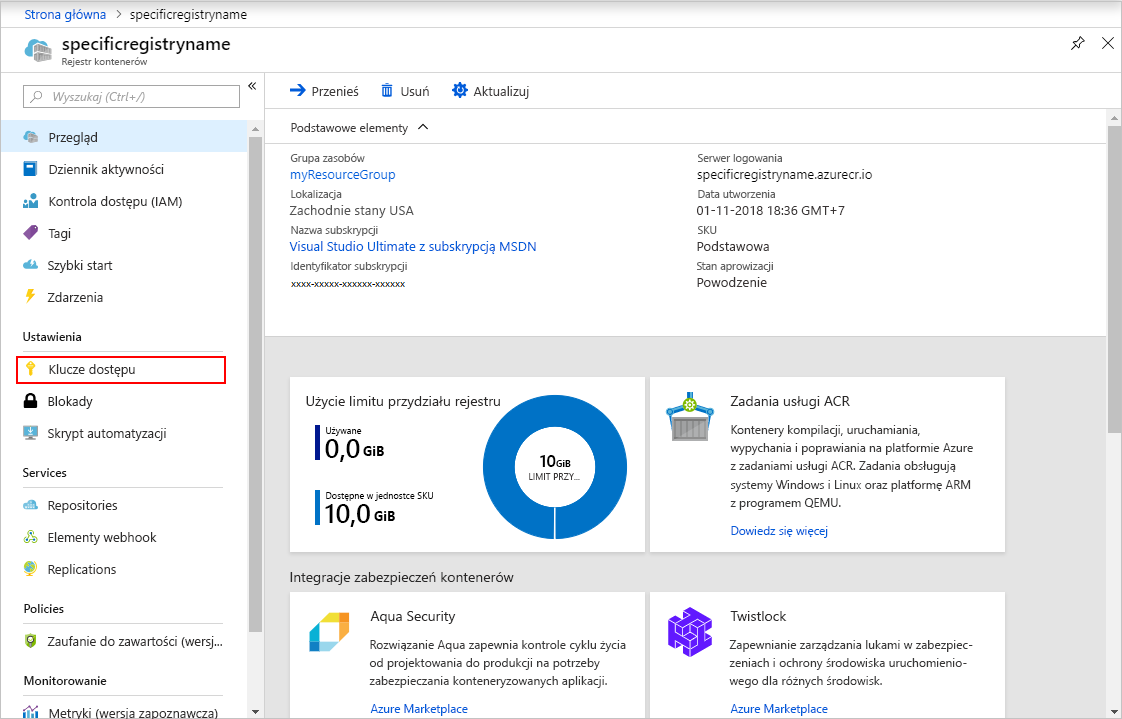 Strona główna > specificregistryname
specificregistryname
Rejestr kontenerów
Wyszukaj (Ctrl+/)
«
Przegląd
Dziennik aktywności
Kontrola dostępu (IAM)
Tagi
Szybki start
Zdarzenia
Ustawienia
Klucze dostępu
Blokady
Skrypt automatyzacji
Services
Repositories
Elementy webhook
Replications
Policies
Zaufanie do zawartości (wersj...
Monitorowanie
Metryki (wersja zapoznawcza)
Przenieś Usuń Aktualizuj
Podstawowe elementy
Grupa zasobów
myResourceGroup
Lokalizacja
Zachodnie stany USA
Nazwa subskrypcji
Visual Studio Ultimate z subskrypcją MSDN
Identyfikator subskrypcji
xxxx-xxxxx-xxxxxx-xxxxxx
Serwer logowania
specificregistryname.azurecr.io
Data utworzenia
01-11-2018 18:36 GMT+7
SKU
Podstawowa
Stan aprowizacji
Powodzenie
Użycie limitu przydziału rejestru
Używane
0,0 GiB
Dostępne w jednostce SKU
10,0 GiB
10GiB
LIMIT PRZY...
Zadania usługi ACR
Kontenery kompilacji, uruchamiania,
wypychania i poprawiania na platformie Azure
z zadaniami usługi ACR. Zadania obsługują
systemy Windows i Linux oraz platformę ARM
z programem QEMU.
Dowiedz się więcej
Integracje zabezpieczeń kontenerów
Aqua Security
Rozwiązanie Aqua zapewnia kontrole cyklu życia
od projektowania do produkcji na potrzeby
zabezpieczania konteneryzowanych aplikacji.
Azure Marketplace
Twistlock
Zapewnianie zarządzania lukami w zabezpiec-
zeniach i ochrony środowiska uruchomienio-
wego dla różnych środowisk.
Azure Marketplace